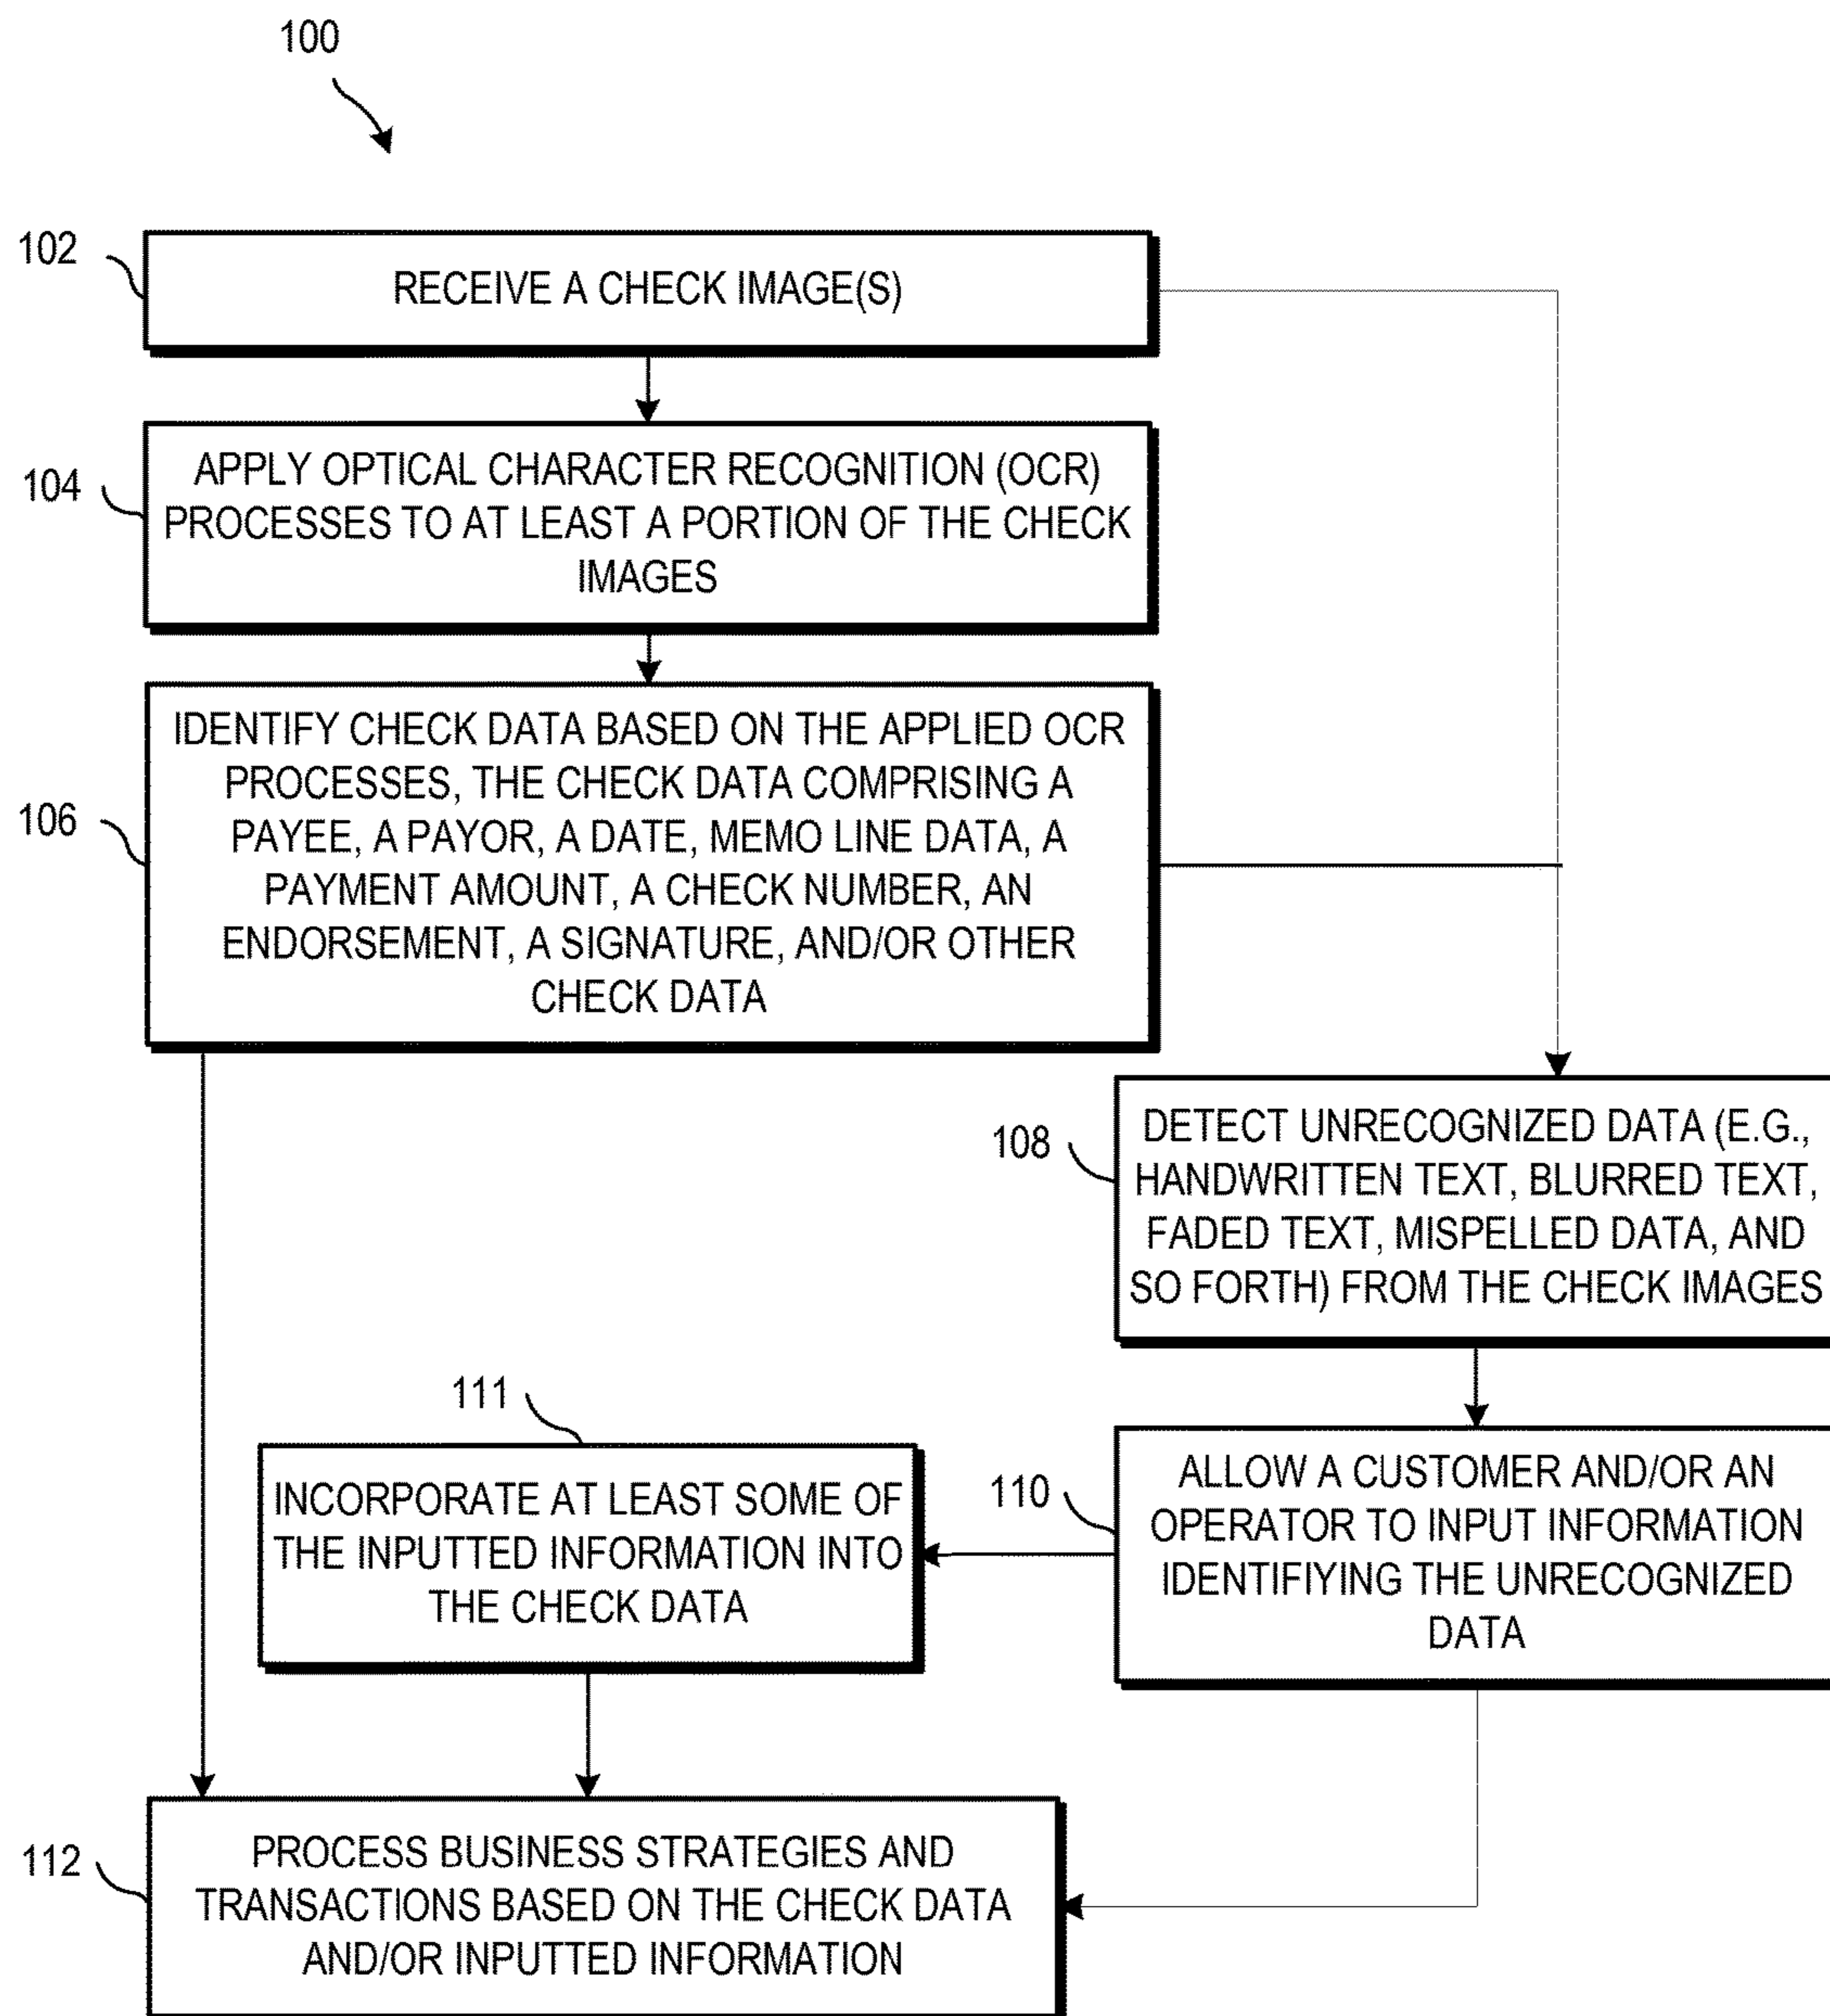 100
102
RECEIVE A CHECK IMAGE(S)
104
APPLY OPTICAL CHARACTER RECOGNITION (OCR)
PROCESSES TO AT LEAST A PORTION OF THE CHECK
IMAGES
106
IDENTIFY CHECK DATA BASED ON THE APPLIED OCR
PROCESSES, THE CHECK DATA COMPRISING A
PAYEE, A PAYOR, A DATE, MEMO LINE DATA, A
PAYMENT AMOUNT, A CHECK NUMBER, AN
ENDORSEMENT, A SIGNATURE, AND/OR OTHER
CHECK DATA
108
DETECT UNRECOGNIZED DATA (E.G.,
HANDWRITTEN TEXT, BLURRED TEXT,
FADED TEXT, MISPELLED DATA, AND
SO FORTH) FROM THE CHECK IMAGES
110
ALLOW A CUSTOMER AND/OR AN
OPERATOR TO INPUT INFORMATION
IDENTIFIYING THE UNRECOGNIZED
DATA
111
INCORPORATE AT LEAST SOME OF
THE INPUTTED INFORMATION INTO
THE CHECK DATA
112
PROCESS BUSINESS STRATEGIES AND
TRANSACTIONS BASED ON THE CHECK DATA
AND/OR INPUTTED INFORMATION